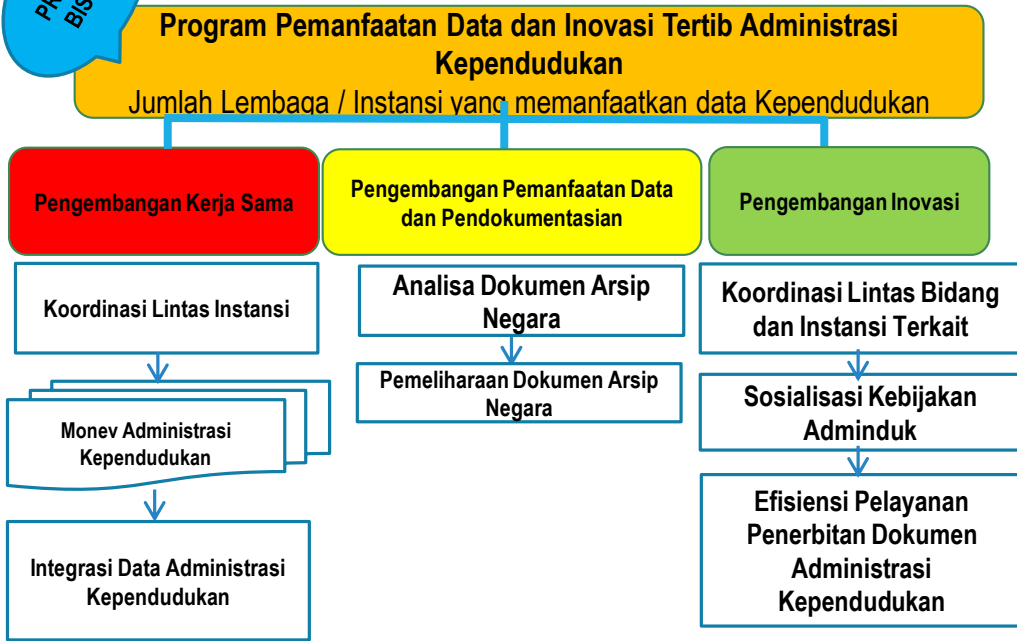 Program Pemanfaatan Data dan Inovasi Tertib Administrasi
Kependudukan
Jumlah Lembaga / Instansi yang memanfaatkan data Kependudukan
Pengembangan Kerja Sama
Pengembangan Pemanfaatan Data
dan Pendokumentasian
Pengembangan Inovasi
Koordinasi Lintas Instansi
Monev Administrasi
Kependudukan
Integrasi Data Administrasi
Kependudukan
Analisa Dokumen Arsip
Negara
Pemeliharaan Dokumen Arsip
Negara
Koordinasi Lintas Bidang
dan Instansi Terkait
Sosialisasi Kebijakan
Adminduk
Efisiensi Pelayanan
Penerbitan Dokumen
Administrasi
Kependudukan